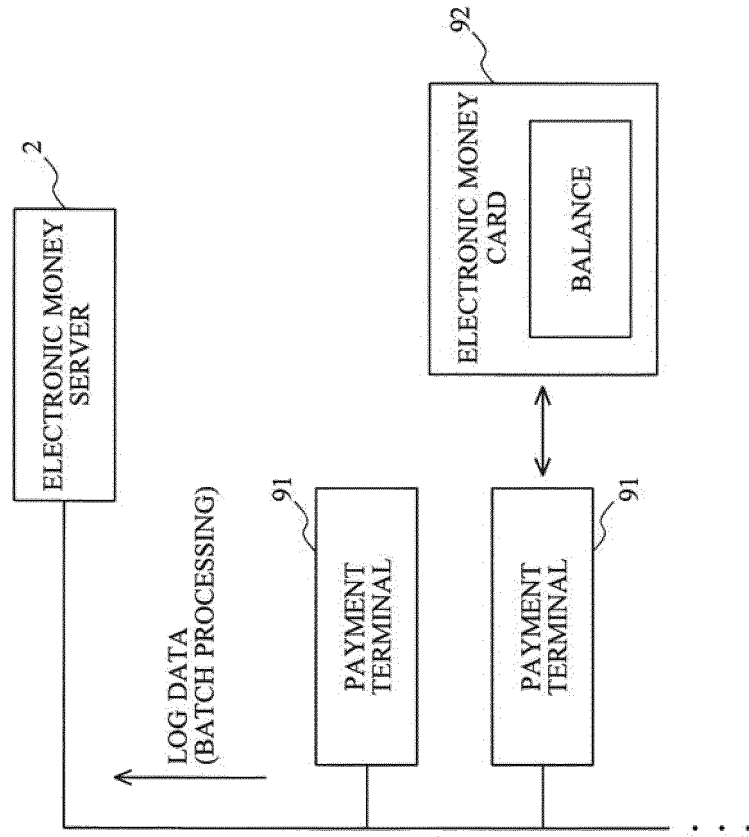 2
ELECTRONIC MONEY
SERVER
LOG DATA
(BATCH PROCESSING)
91
PAYMENT
TERMINAL
91
PAYMENT
TERMINAL
92
ELECTRONIC MONEY
CARD
BALANCE